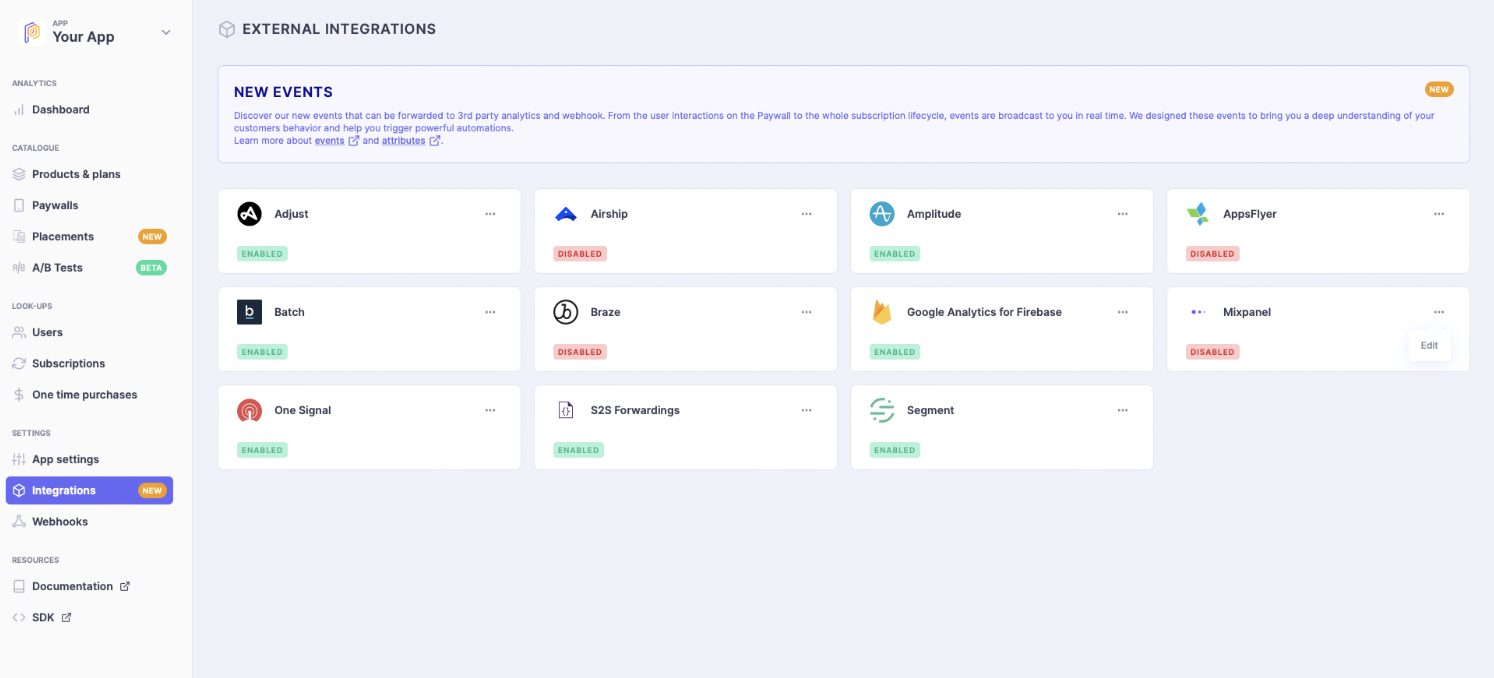 APP
Your App
ANALYTICS
Dashboard
CATALOGUE
Products & plans
Paywalls
Placements NEW
A/B Tests BETA
LOOK-UPS
Users
Subscriptions
One time purchases
SETTINGS
App settings
Integrations NEW
Webhooks
RESOURCES
Documentation
SDK
EXTERNAL INTEGRATIONS
NEW EVENTS NEW
Discover our new events that can be forwarded to 3rd party analytics and webhook. From the user interactions on the Paywall to the whole subscription lifecycle, events are broadcast to you in real time. We designed these events to bring you a deep understanding of your
customers behavior and help you trigger powerful automations.
Learn more about events and attributes.
Adjust
ENABLED
Airship
DISABLED
Amplitude
ENABLED
AppsFlyer
DISABLED
b Batch
ENABLED
b Braze
DISABLED
Google Analytics for Firebase
ENABLED
Mixpanel
Edit
DISABLED
One Signal
ENABLED
{} S2S Forwardings
ENABLED
Segment
ENABLED